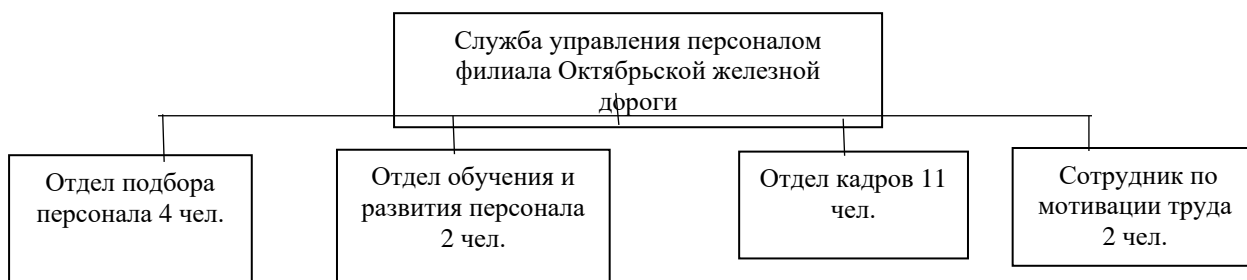 Служба управления персоналом
филиала Октябрьской железной
дороги
Отдел подбора
персонала 4 чел.
Отдел обучения и
развития персонала
2 чел.
Отдел кадров 11
чел.
Сотрудник по
мотивации труда
2 чел.